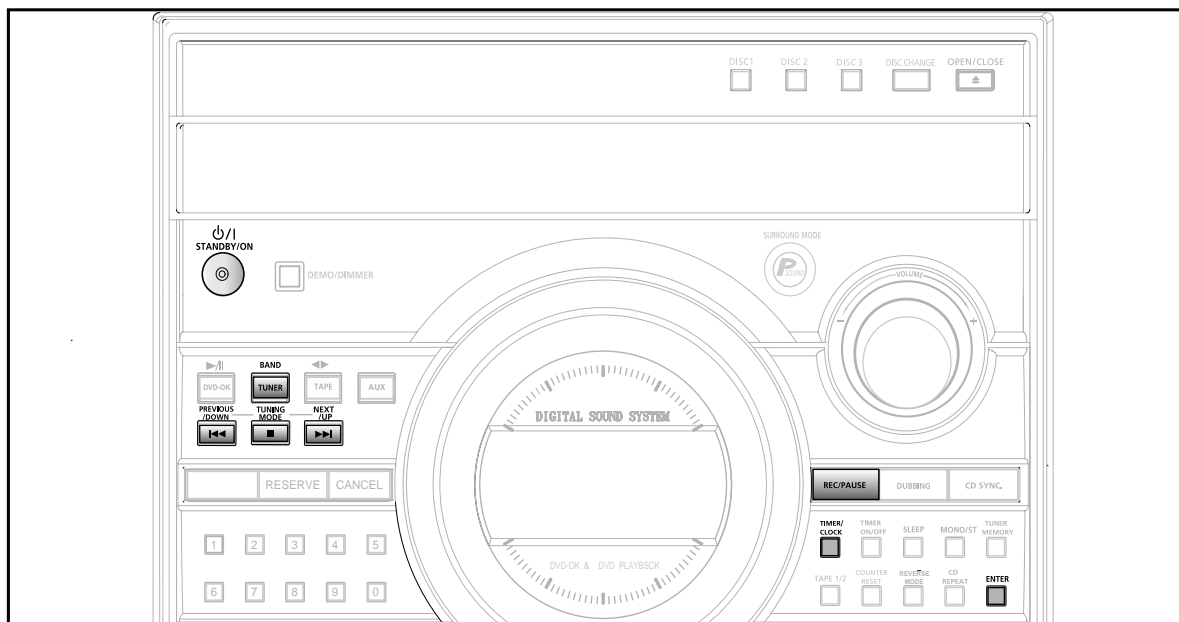 DISC1 DISC 2 DISC 3 DISC CHANGE OPEN/CLOSE
STANDBY/ON
DEMO/DIMMER
SURROUND MODE
P SOUND
VOLUME
- +
BAND
DVD-OK TUNER TAPE AUX
PREVIOUS /DOWN TUNING MODE NEXT /UP
DIGITAL SOUND SYSTEM
RESERVE CANCEL
REC/PAUSE DUBBING CD SYNC.
TIMER/ CLOCK TIMER ON/OFF SLEEP MONO/ST TUNER MEMORY
1 2 3 4 5
DVD-OK & DVD PLAYBSCK
TAPE 1/2 COUNTER RESET REVERSE MODE CD REPEAT ENTER
6 7 8 9 0